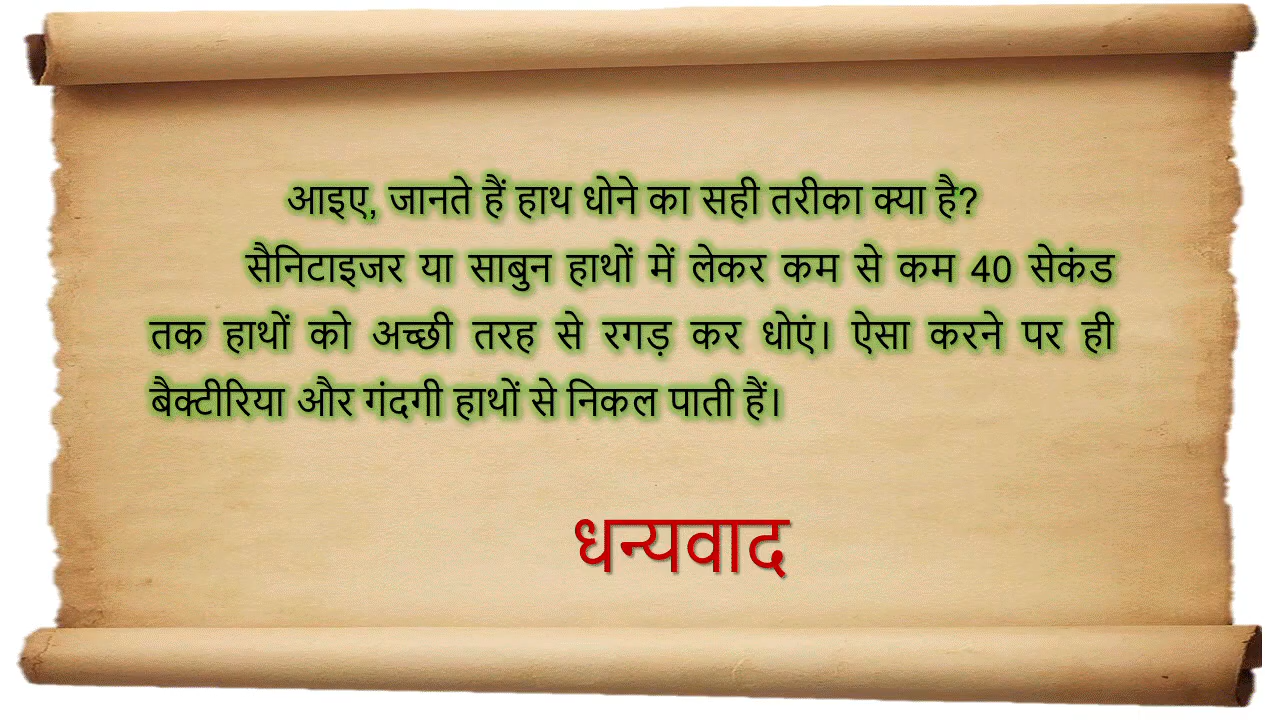 आइए, जानते हैं हाथ धोने का सही तरीका क्या है?
सैनिटाइजर या साबुन हाथों में लेकर कम से कम 40 सेकंड
तक हाथों को अच्छी तरह से रगड़ कर धोएं। ऐसा करने पर ही
बैक्टीरिया और गंदगी हाथों से निकल पाती हैं।
धन्यवाद